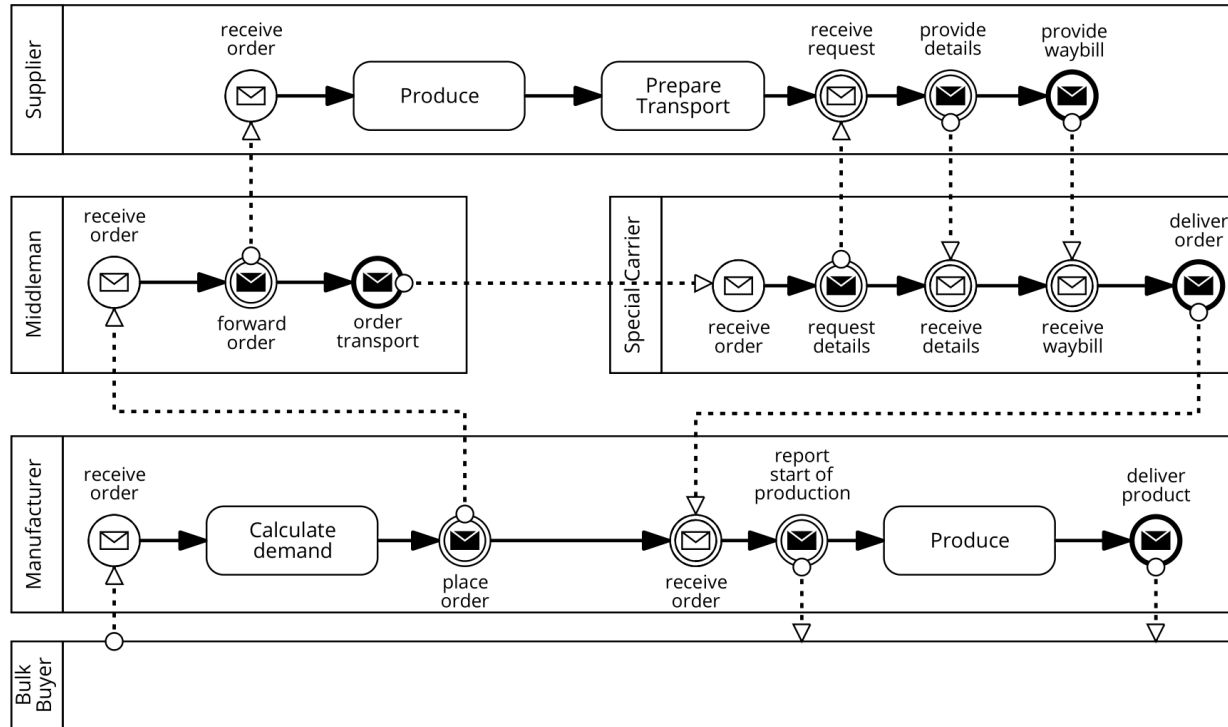 Supplier
receive
order
Produce
Prepare
Transport
receive
request
provide
details
provide
waybill
Middleman
receive
order
forward
order
order
transport
Special Carrier
receive
order
request
details
receive
details
receive
waybill
deliver
order
Manufacturer
receive
order
Calculate
demand
place
order
receive
order
report
start of
production
Produce
deliver
product
Bulk
Buyer